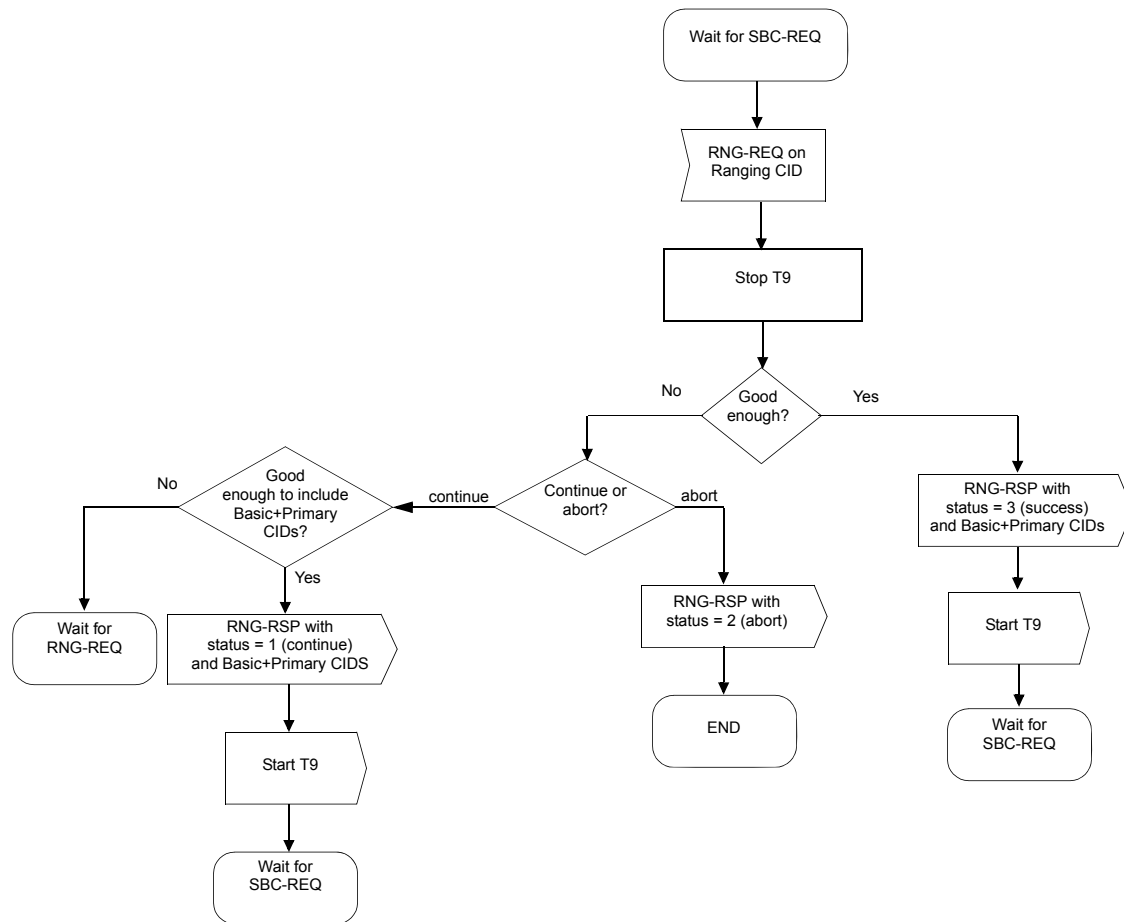 Wait for SBC-REQ
RNG-REQ on
Ranging CID
Stop T9
No
Good
enough?
Yes
No
Good
enough to include
Basic+Primary
CIDs?
continue
Continue or
abort?
abort
RNG-RSP with
status = 3 (success)
and Basic+Primary CIDs
Yes
Wait for
RNG-REQ
RNG-RSP with
status = 1 (continue)
and Basic+Primary CIDS
RNG-RSP with
status = 2 (abort)
Start T9
END
Wait for
SBC-REQ
Start T9
Wait for
SBC-REQ